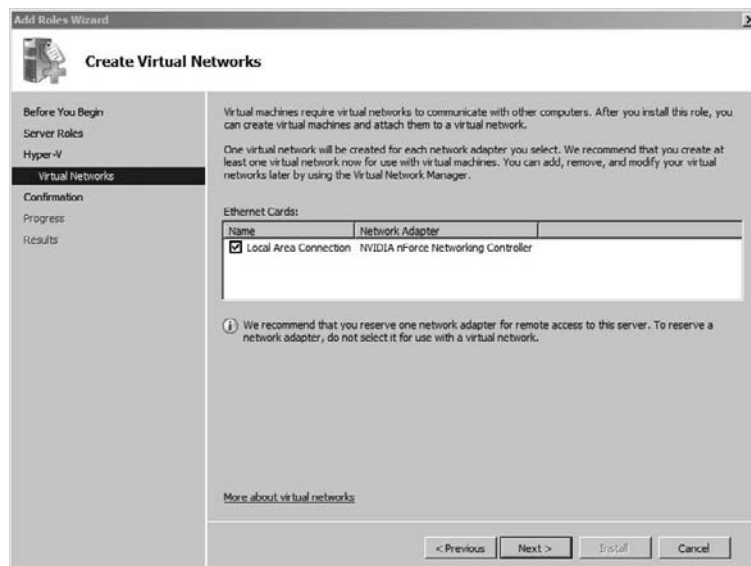 Add Roles Wizard
Create Virtual Networks
Before You Begin
Server Roles
Hyper-V
Virtual Networks
Confirmation
Progress
Results
Virtual machines require virtual networks to communicate with other computers. After you install this role, you
can create virtual machines and attach them to a virtual network.
One virtual network will be created for each network adapter you select. We recommend that you create at
least one virtual network now for use with virtual machines. You can add, remove, and modify your virtual
networks later by using the Virtual Network Manager.
Ethernet Cards:
Name Network Adapter
Local Area Connection NVIDIA nForce Networking Controller
We recommend that you reserve one network adapter for remote access to this server. To reserve a
network adapter, do not select it for use with a virtual network.
More about virtual networks
< Previous Next > Install Cancel